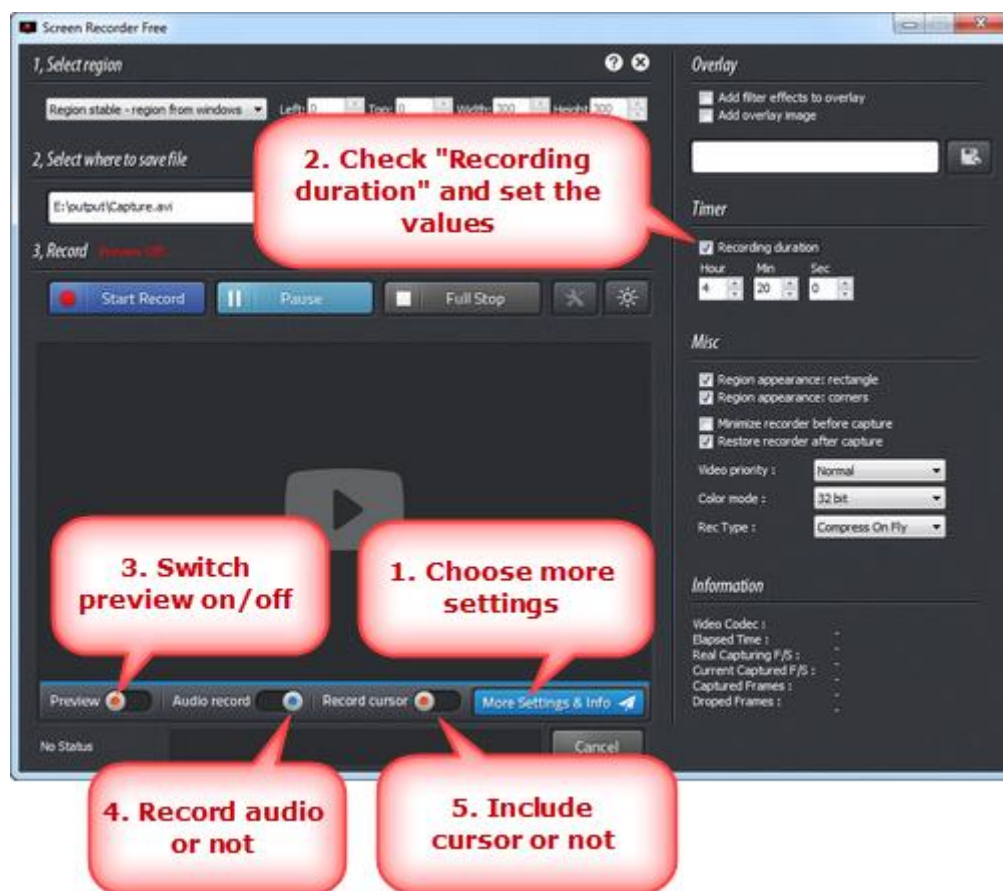 Screen Recorder Free
1, Select region
Region stable - region from windows Left: 0 Top: 0 Width: 300 Height: 300
2, Select where to save file
E:\output\Capture.avi
3, Record Preview Off...
Start Record Pause Full Stop
Preview Audio record Record cursor More Settings & Info
No Status Cancel
Overlay
Add filter effects to overlay
Add overlay image
Timer
Recording duration
Hour Min Sec
4 20 0
Misc
Region appearance: rectangle
Region appearance: corners
Minimize recorder before capture
Restore recorder after capture
Video priority : Normal
Color mode : 32 bit
Rec Type : Compress On Fly
Information
Video Codec : -
Elapsed Time : -
Real Capturing F/S : -
Current Captured F/S : -
Captured Frames : -
Droped Frames : -
1. Choose more
settings
2. Check "Recording
duration" and set the
values
3. Switch
preview on/off
4. Record audio
or not
5. Include
cursor or not